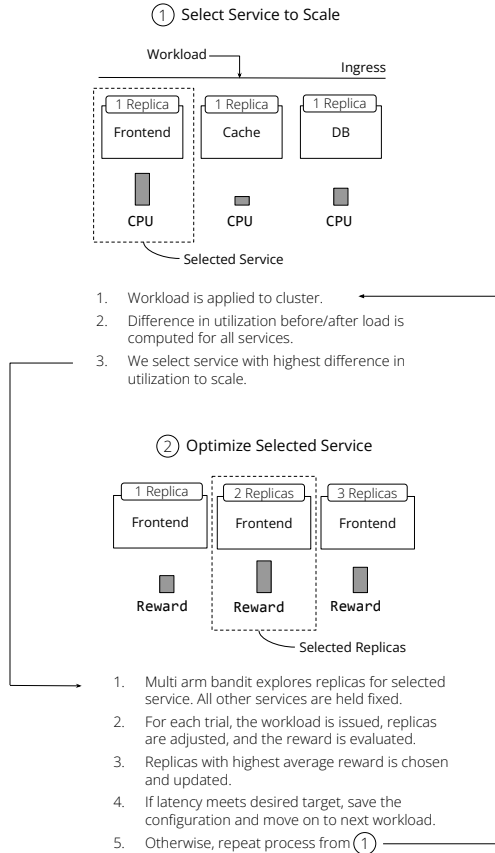 1 Select Service to Scale
Workload
Ingress
1 Replica 1 Replica 1 Replica
Frontend Cache DB
CPU CPU CPU
Selected Service
1. Workload is applied to cluster.
2. Difference in utilization before/after load is
computed for all services.
3. We select service with highest difference in
utilization to scale.
2 Optimize Selected Service
1 Replica 2 Replicas 3 Replicas
Frontend Frontend Frontend
Reward Reward Reward
Selected Replicas
1. Multi arm bandit explores replicas for selected
service. All other services are held fixed.
2. For each trial, the workload is issued, replicas
are adjusted, and the reward is evaluated.
3. Replicas with highest average reward is chosen
and updated.
4. If latency meets desired target, save the
configuration and move on to next workload.
5. Otherwise, repeat process from 1